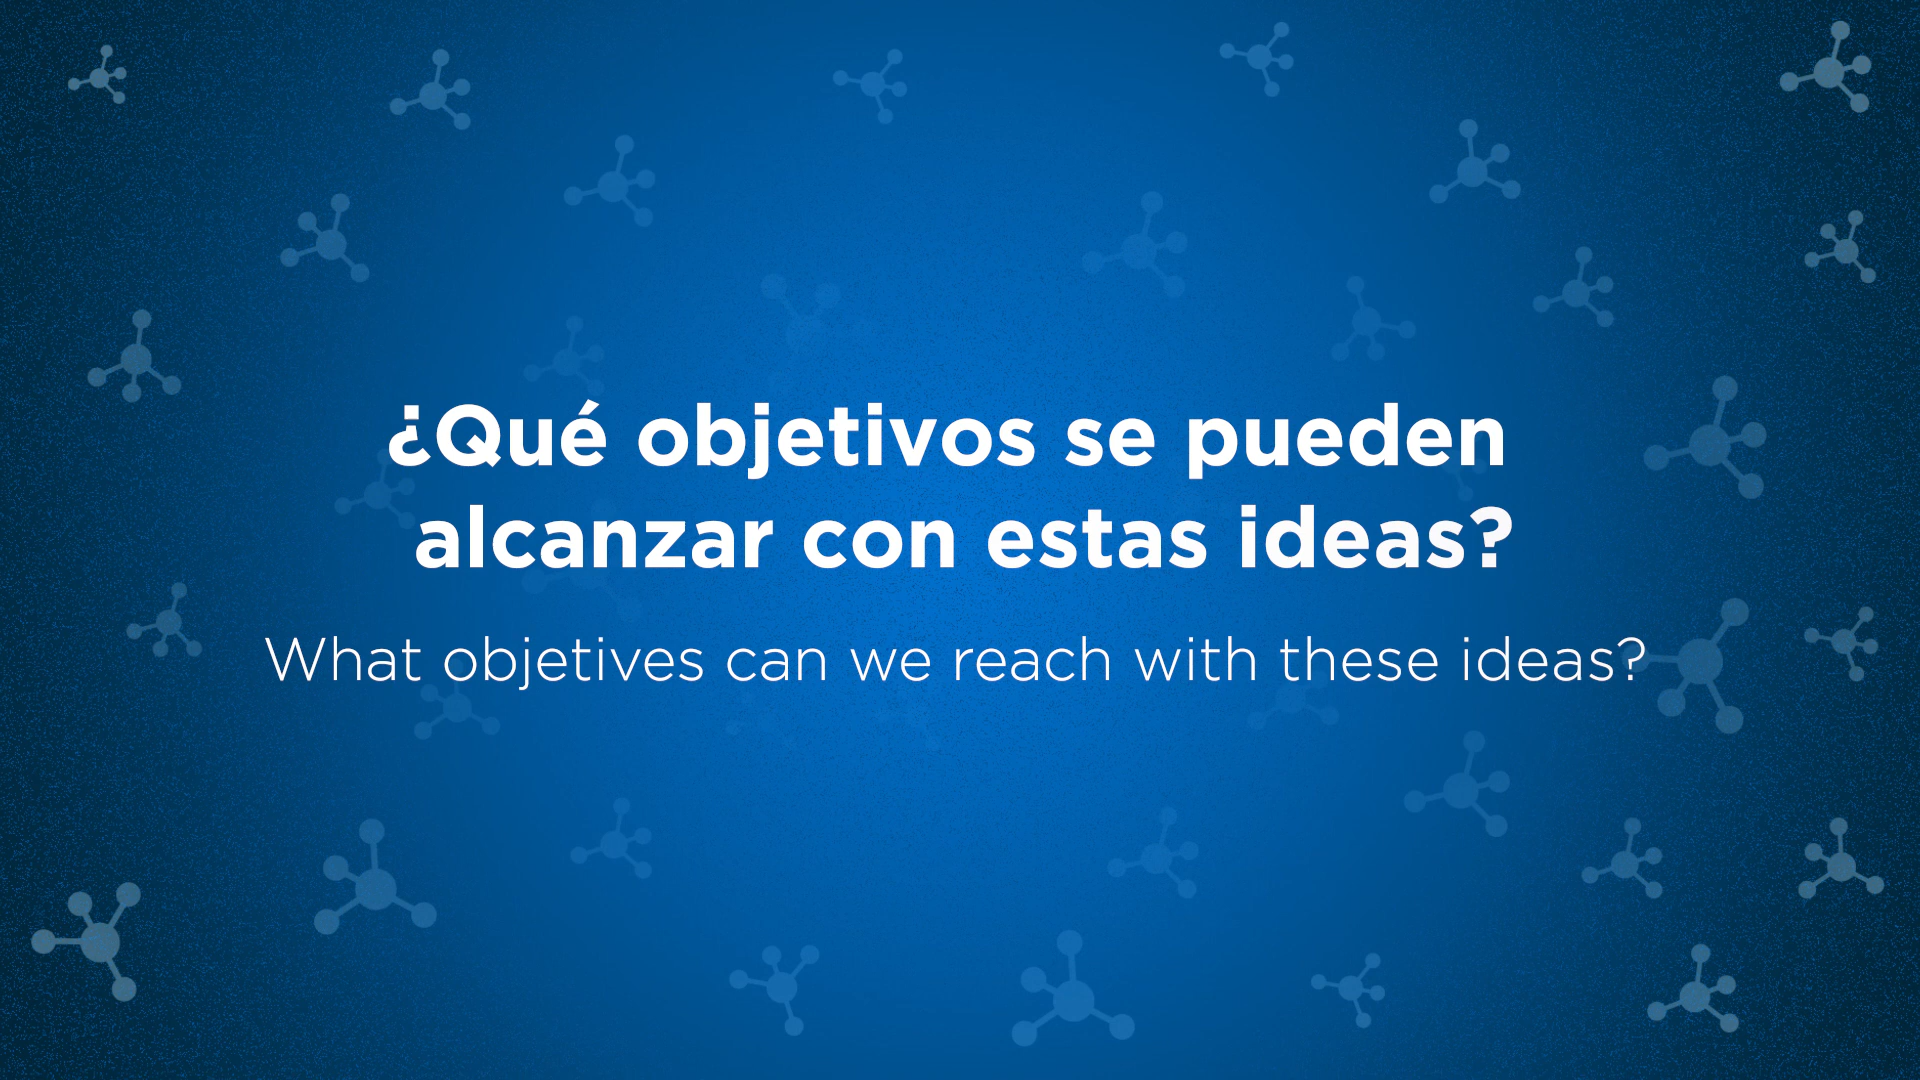 ¿Qué objetivos se pueden
alcanzar con estas ideas?
What objetives can we reach with these ideas?